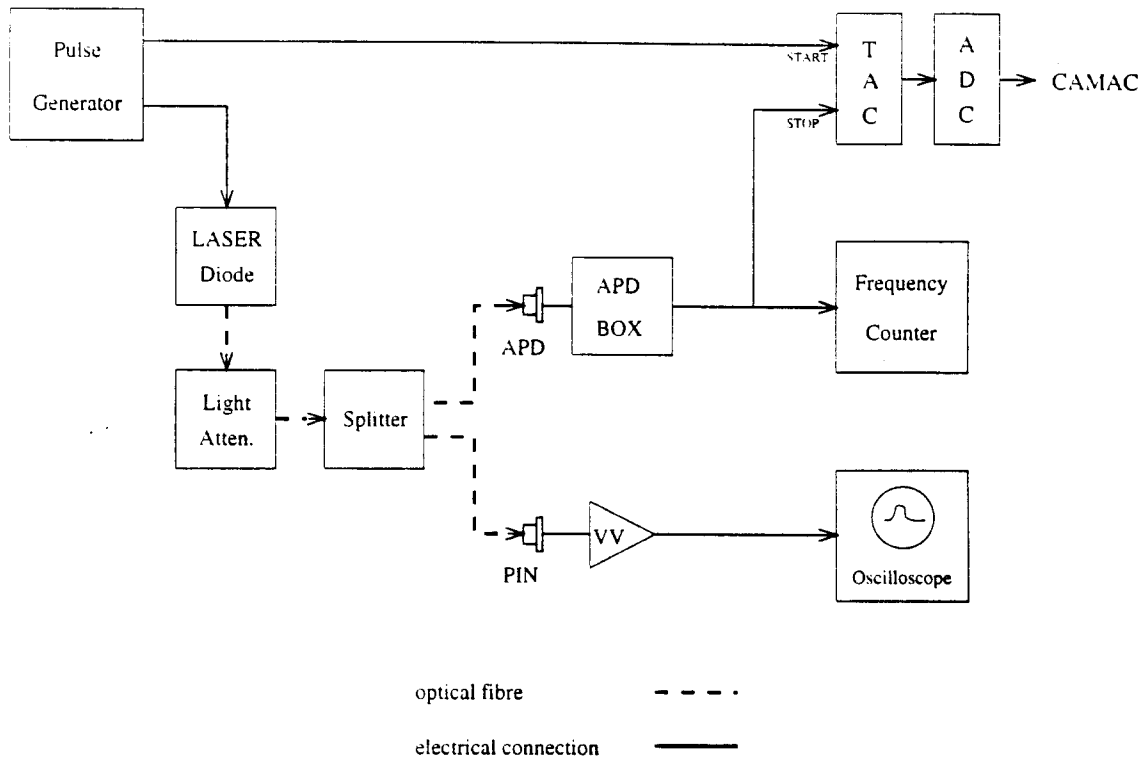 Pulse
Generator
START
STOP
T
A
C
A
D
C
CAMAC
LASER
Diode
APD
BOX
APD
Frequency
Counter
Light
Atten.
Splitter
VV
PIN
Oscilloscope
optical fibre
electrical connection